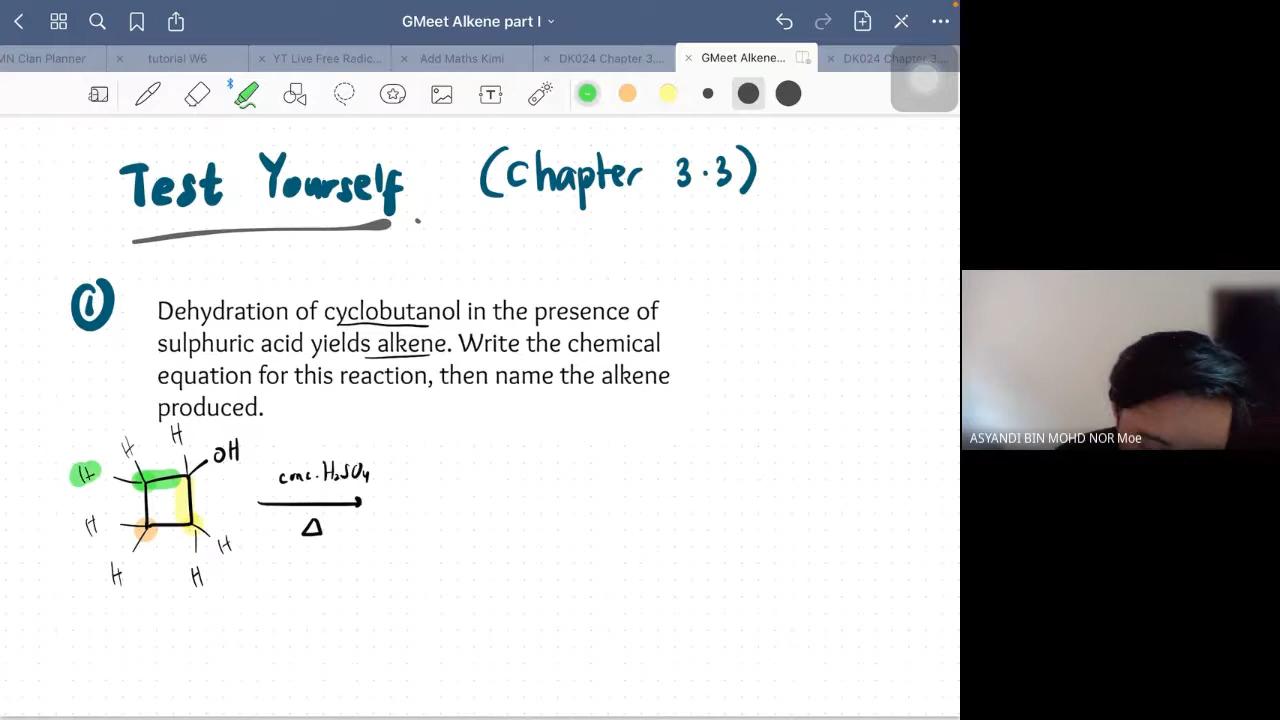 GMeet Alkene part I
MN Clan Planner
tutorial W6
YT Live Free Radic...
Add Maths Kimi
DK024 Chapter 3....
GMeet Alkene...
DK024 Chapter 3....
Test Yourself (Chapter 3.3)
1
Dehydration of cyclobutanol in the presence of
sulphuric acid yields alkene. Write the chemical
equation for this reaction, then name the alkene
produced.
H
H
OH
H
conc. H₂SO₄
H
Δ
H
H
H
ASYANDI BIN MOHD NOR Moe